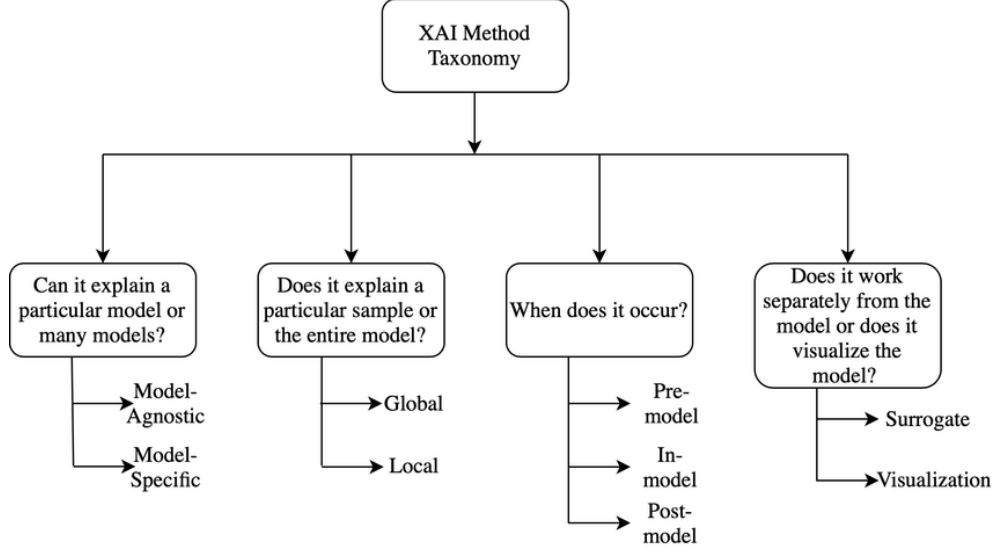 XAI Method
Taxonomy
Can it explain a
particular model or
many models?
Model-
Agnostic
Model-
Specific
Does it explain a
particular sample or
the entire model?
Global
Local
When does it occur?
Pre-
model
In-
model
Post-
model
Does it work
separately from the
model or does it
visualize the
model?
Surrogate
Visualization